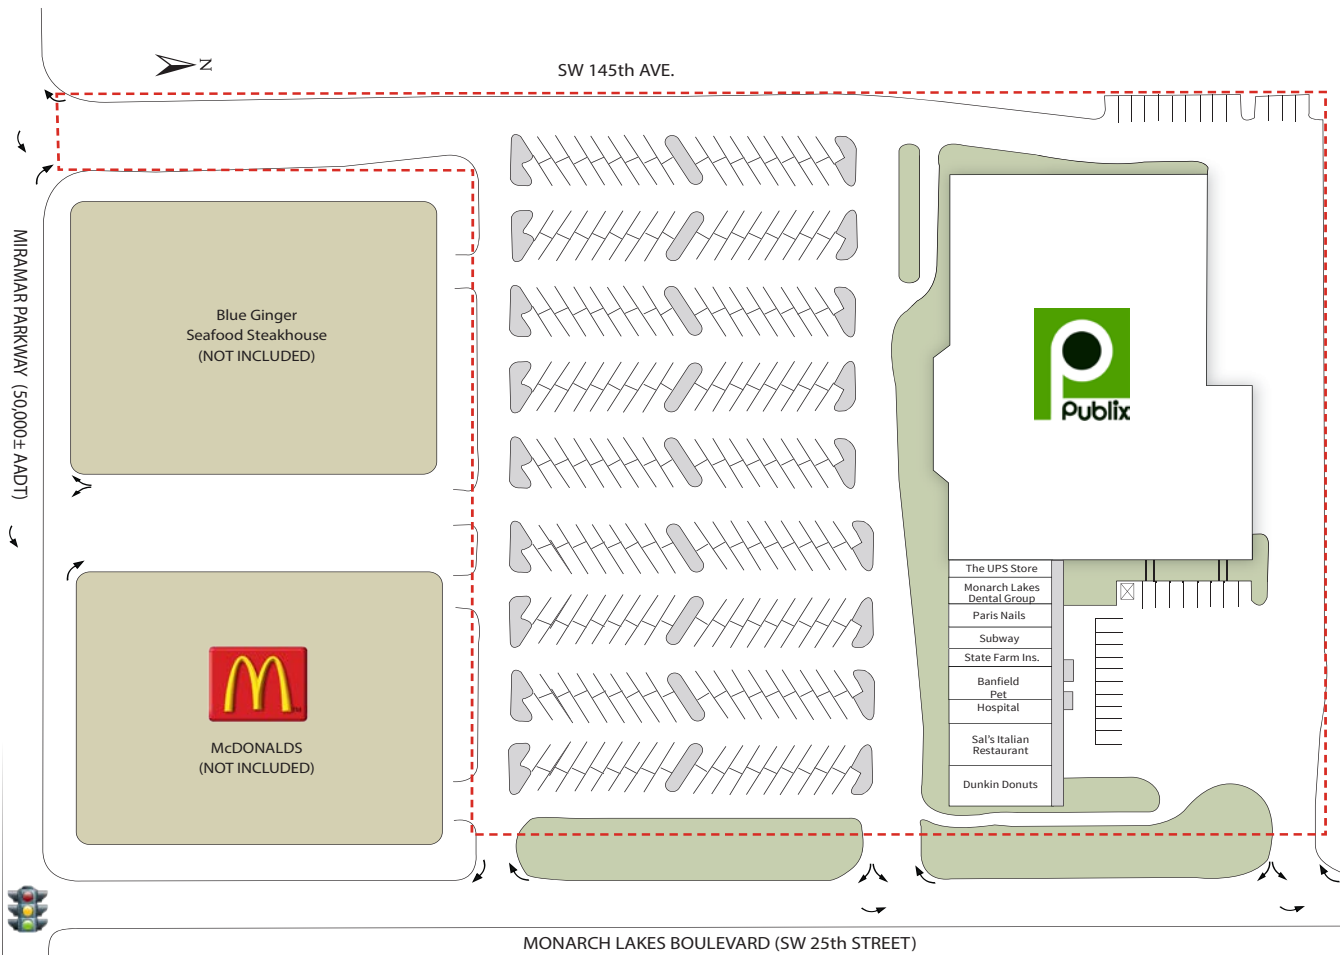 N
SW 145th AVE.
MIRAMAR PARKWAY (50,000± AADT)
Blue Ginger
Seafood Steakhouse
(NOT INCLUDED)
Publix
The UPS Store
Monarch Lakes
Dental Group
Paris Nails
Subway
State Farm Ins.
Banfield
Pet
Hospital
Sal's Italian
Restaurant
Dunkin Donuts
M
TM
McDONALDS
(NOT INCLUDED)
MONARCH LAKES BOULEVARD (SW 25th STREET)